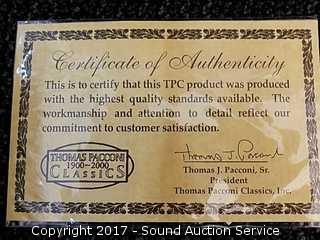 Certificate of Authenticity
This is to certify that this TPC product was produced
with the highest quality standards available. The
workmanship and attention to detail reflect our
commitment to customer satisfaction.
Thomas J. Pacconi
THOMAS PACCONI
1900-2000
CLASSICS
Thomas J. Pacconi, Sr.
President
Thomas Pacconi Classics, Inc.
Copyright 2017 - Sound Auction Service